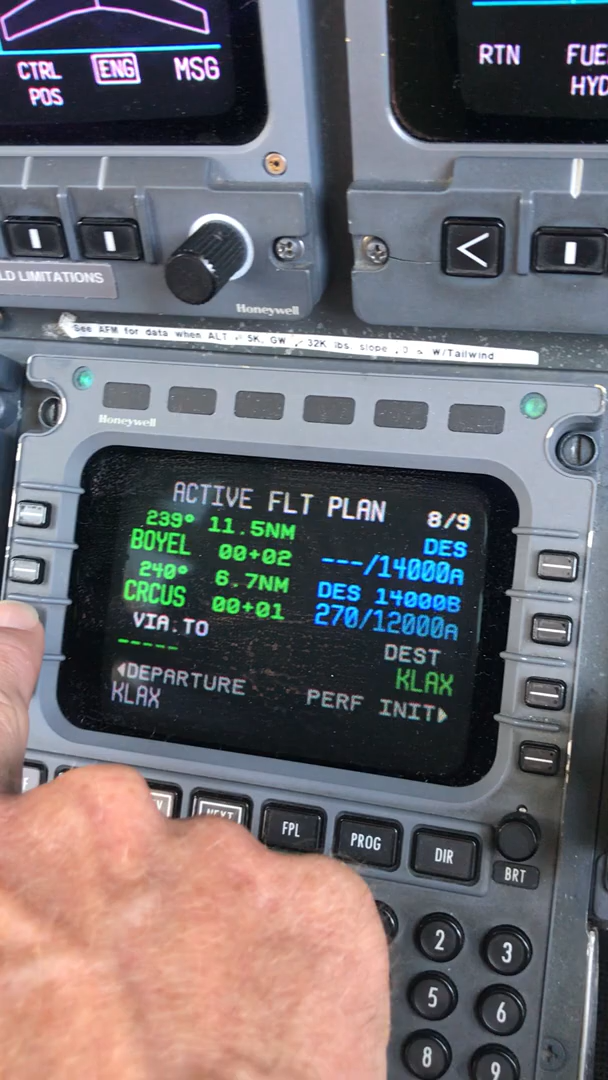 CTRL
POS
ENG
MSG
RTN
FUE
HYD
LD LIMITATIONS
Honeywell
See AFM for data when ALT 5K, GW 32K lbs. slope W/Tailwind
Honeywell
ACTIVE FLT PLAN 8/9
239° 11.5NM DES
BOYEL 00+02 ---/14000A
240° 6.7NM DES 14000B
CRCUS 00+01 270/12000A
VIA.TO DEST
----- KLAX
◀DEPARTURE
KLAX PERF INIT▶
NEXT
FPL
PROG
DIR
BRT
2
3
5
6
8
9